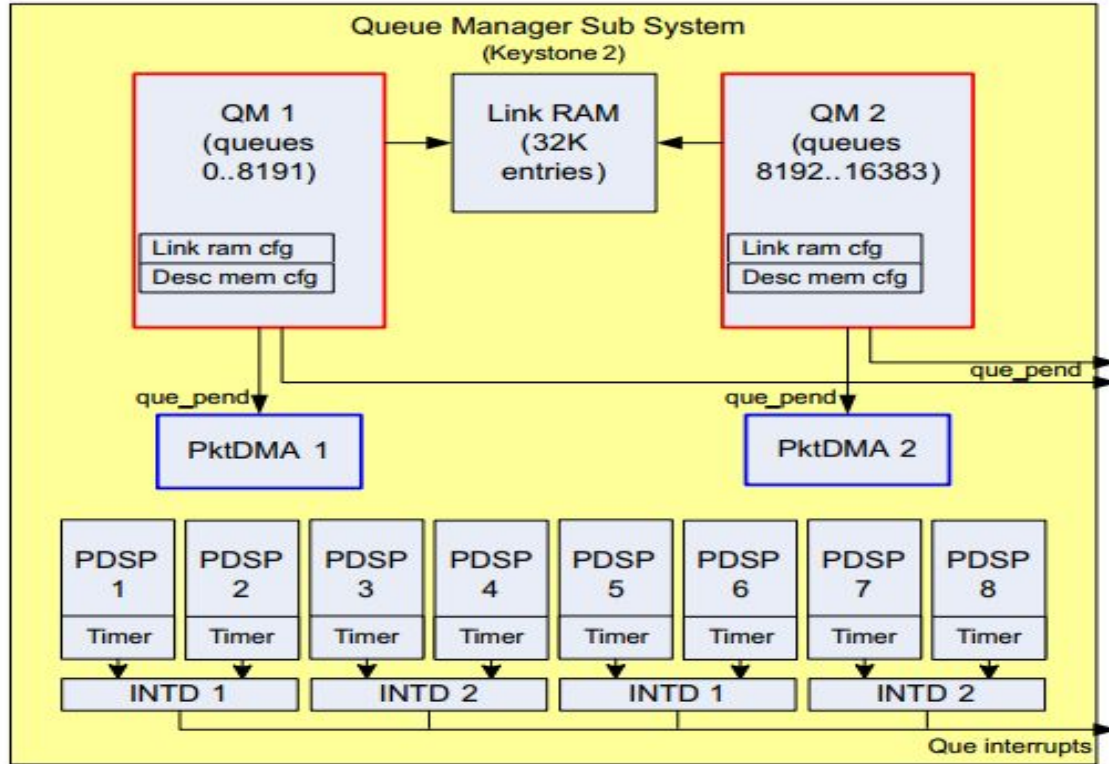 Queue Manager Sub System
(Keystone 2)
QM 1
(queues
0..8191)
Link ram cfg
Desc mem cfg
Link RAM
(32K
entries)
QM 2
(queues
8192..16383)
Link ram cfg
Desc mem cfg
que_pend
que_pend
que_pend
PktDMA 1
PktDMA 2
PDSP
1
Timer
PDSP
2
Timer
PDSP
3
Timer
PDSP
4
Timer
PDSP
5
Timer
PDSP
6
Timer
PDSP
7
Timer
PDSP
8
Timer
INTD 1
INTD 2
INTD 1
INTD 2
Que interrupts